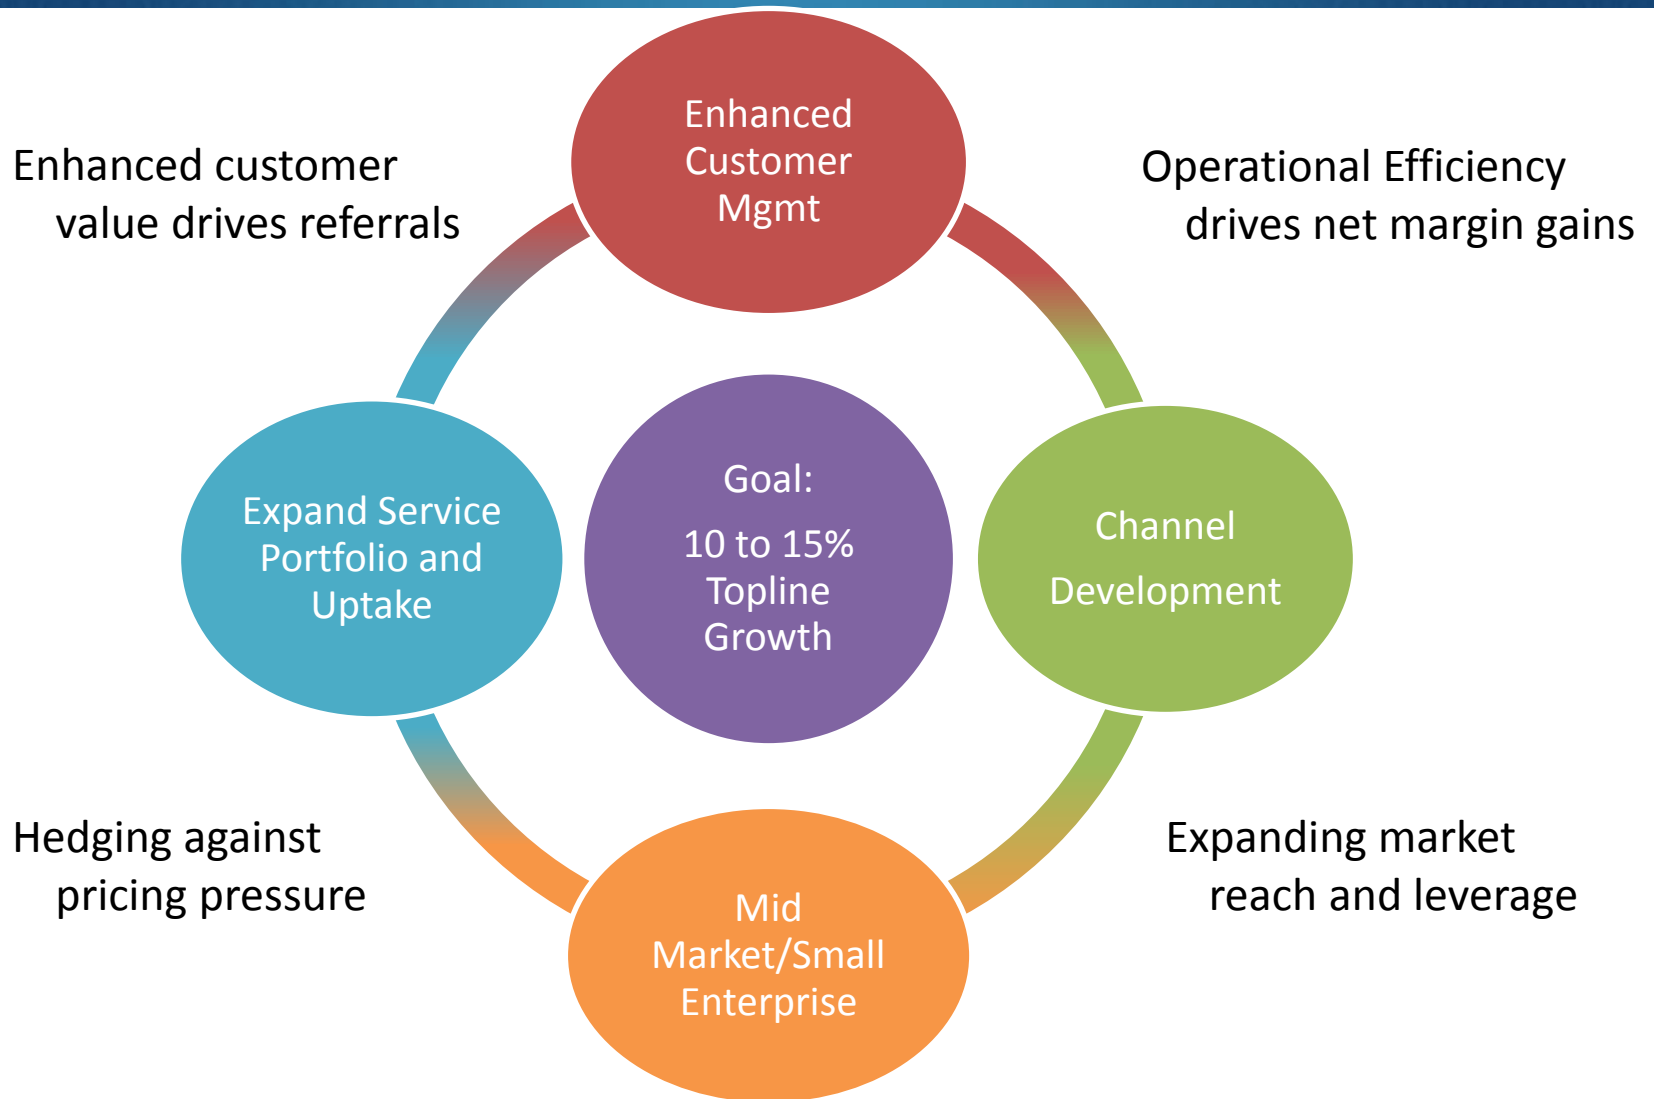 Enhanced
Customer
Mgmt
Enhanced customer
value drives referrals
Operational Efficiency
drives net margin gains
Expand Service
Portfolio and
Uptake
Goal:
10 to 15%
Topline
Growth
Channel
Development
Hedging against
pricing pressure
Expanding market
reach and leverage
Mid
Market/Small
Enterprise